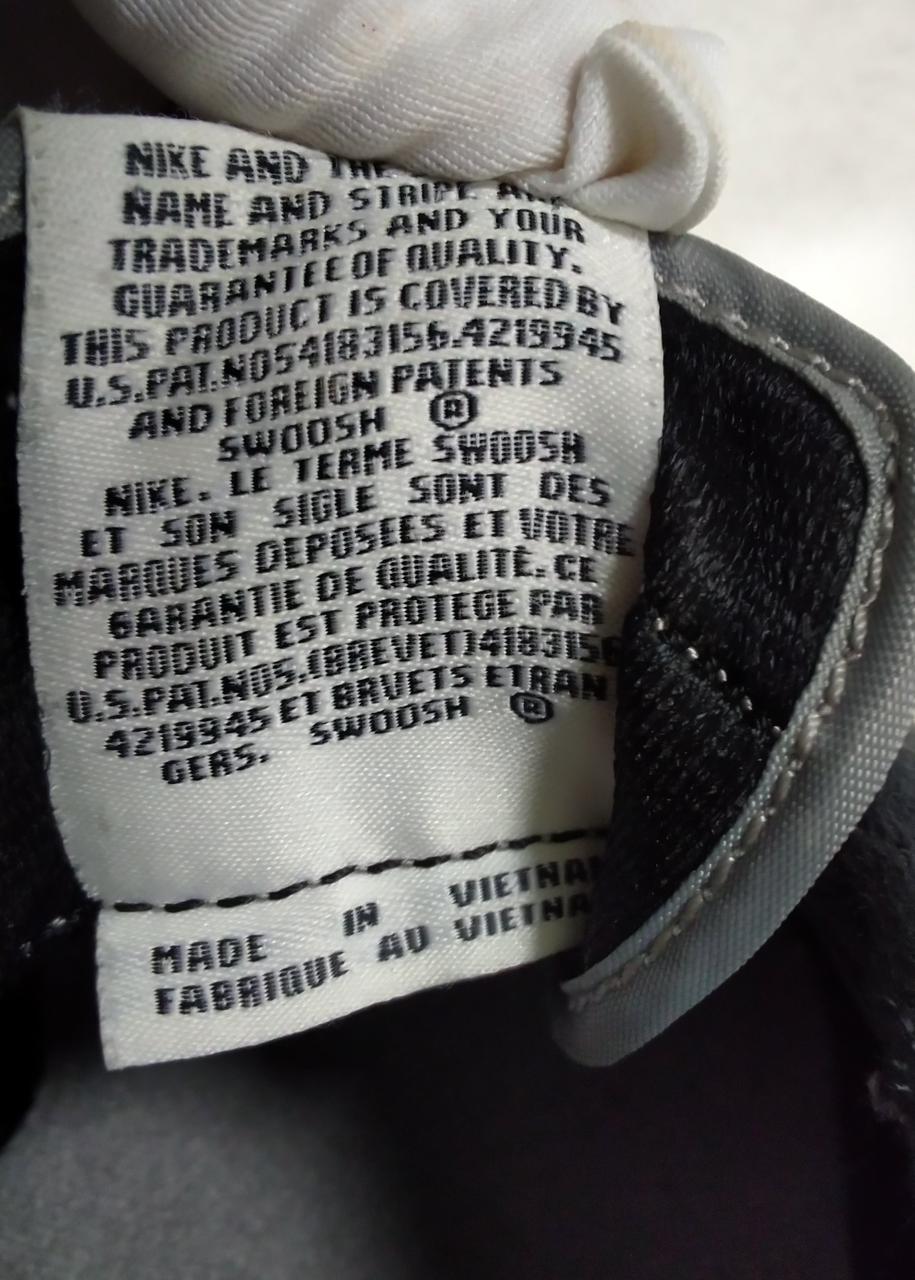 NIKE AND THE
NAME AND STRIPE
TRADEMARKS AND YOUR
GUARANTEE OF QUALITY.
THIS PRODUCT IS COVERED BY
U.S.PAT.NOS4183156.4219945
AND FOREIGN PATENTS
SWOOSH ®
NIKE. LE TERME SWOOSH
ET SON SIGLE SONT DES
MARQUES DEPOSEES ET VOTRE
GARANTIE DE QUALITÉ. CE
PRODUIT EST PROTEGE PAR
U.S.PAT.NOS.(BREVET)4183156
4219945 ET BRVETS ETRAN
GERS. SWOOSH ®
MADE IN VIETNA
FABRIQUE AU VIETNA